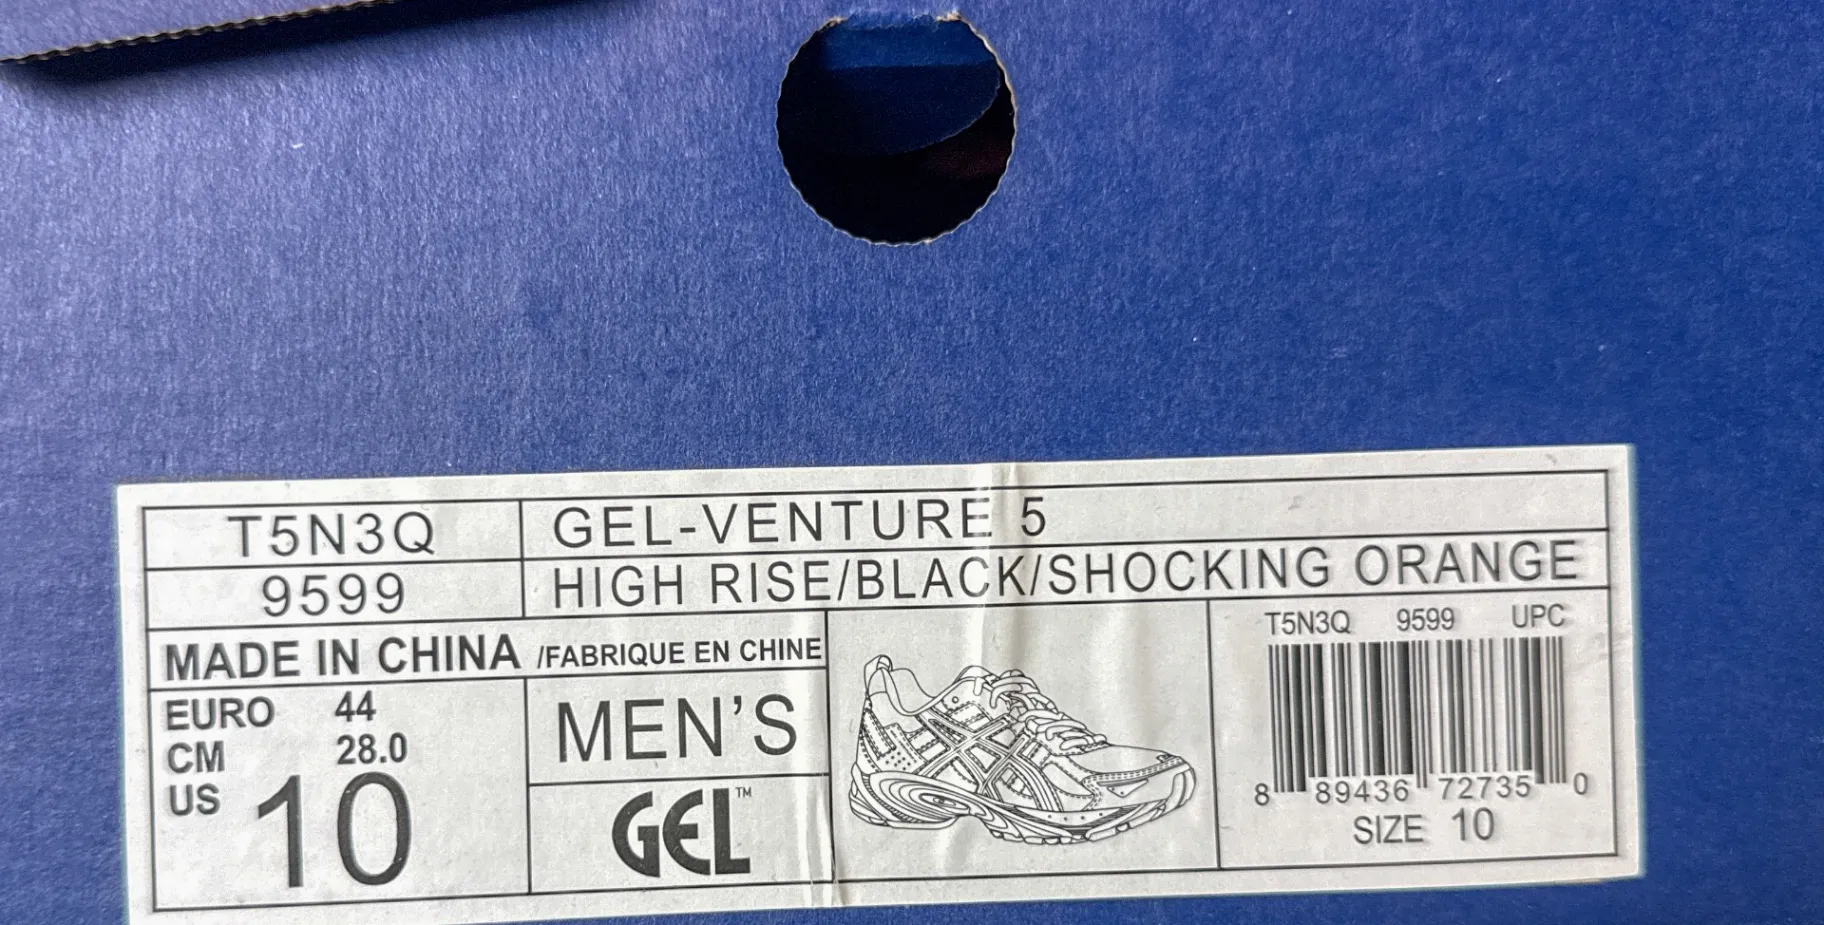 T5N3Q GEL-VENTURE 5
9599 HIGH RISE/BLACK/SHOCKING ORANGE
MADE IN CHINA /FABRIQUE EN CHINE
EURO 44
CM 28.0
US 10
MEN'S
GEL™
T5N3Q 9599 UPC
8 89436 72735 0
SIZE 10